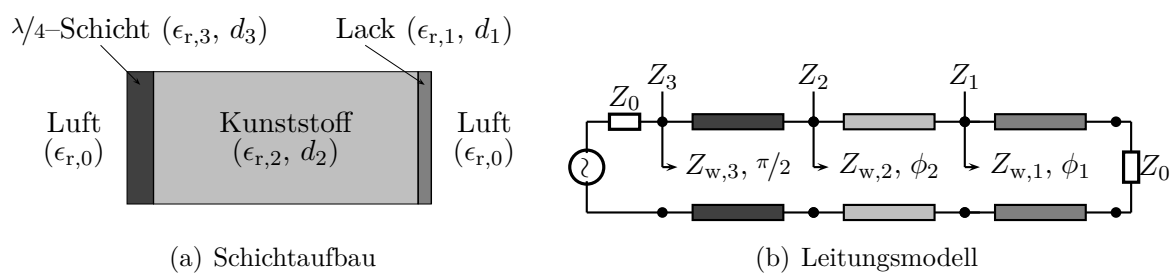 λ/4–Schicht (ϵr,3, d3)
Lack (ϵr,1, d1)
Luft
(ϵr,0)
Kunststoff
(ϵr,2, d2)
Luft
(ϵr,0)
(a) Schichtaufbau
Z3
Z2
Z1
Z0
Zw,3, π/2
Zw,2, ϕ2
Zw,1, ϕ1
Z0
(b) Leitungsmodell